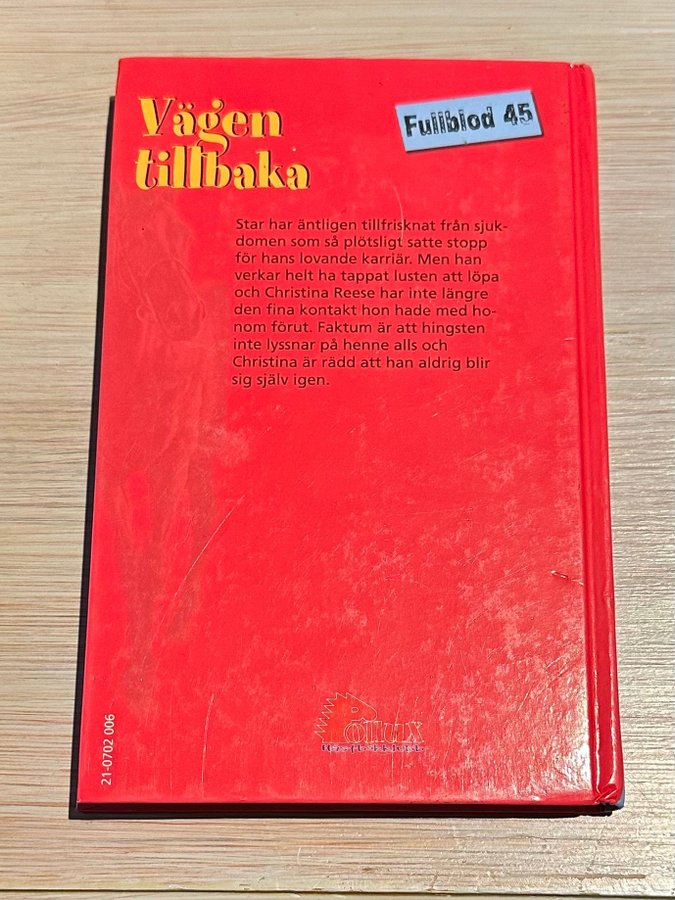 Vägen
tillbaka
Fullblod 45
Star har äntligen tillfrisknat från sjuk-
domen som så plötsligt satte stopp
för hans lovande karriär. Men han
verkar helt ha tappat lusten att löpa
och Christina Reese har inte längre
den fina kontakt hon hade med ho-
nom förut. Faktum är att hingsten
inte lyssnar på henne alls och
Christina är rädd att han aldrig blir
sig själv igen.
Pollux
Hästbokklubb
21-0702 006